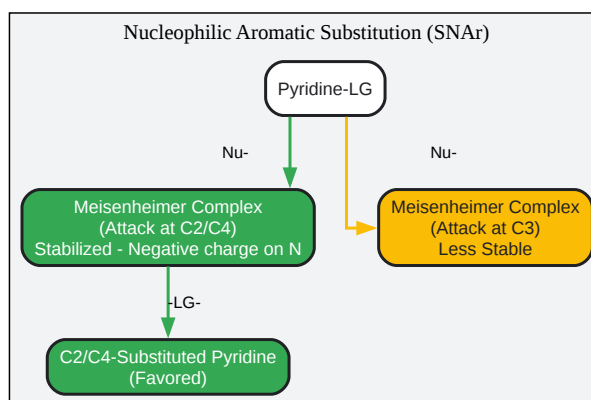 Nucleophilic Aromatic Substitution (SNAr)
Pyridine-LG
Nu-
Nu-
Meisenheimer Complex
(Attack at C2/C4)
Stabilized - Negative charge on N
Meisenheimer Complex
(Attack at C3)
Less Stable
-LG-
C2/C4-Substituted Pyridine
(Favored)